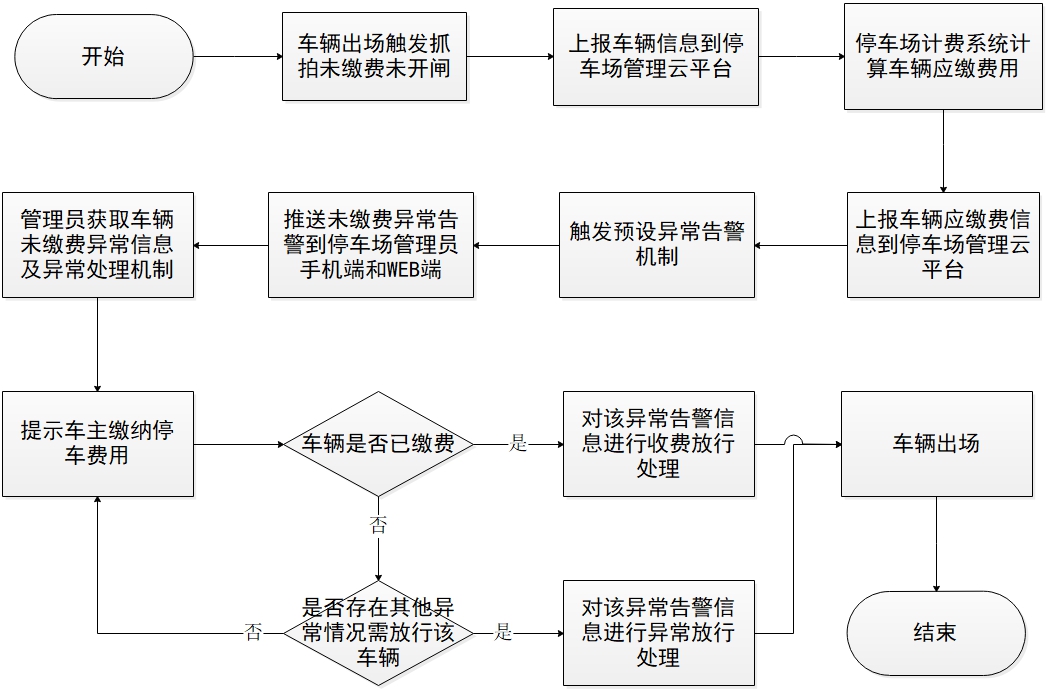 开始
车辆出场触发抓
拍未缴费未开闸
上报车辆信息到停
车场管理云平台
停车场计费系统计
算车辆应缴费用
管理员获取车辆
未缴费异常信息
及异常处理机制
推送未缴费异常告
警到停车场管理员
手机端和WEB端
触发预设异常告警
机制
上报车辆应缴费信
息到停车场管理云
平台
提示车主缴纳停
车费用
车辆是否已缴费
是
对该异常告警信
息进行收费放行
处理
车辆出场
否
否
是否存在其他异
常情况需放行该
车辆
是
对该异常告警信
息进行异常放行
处理
结束